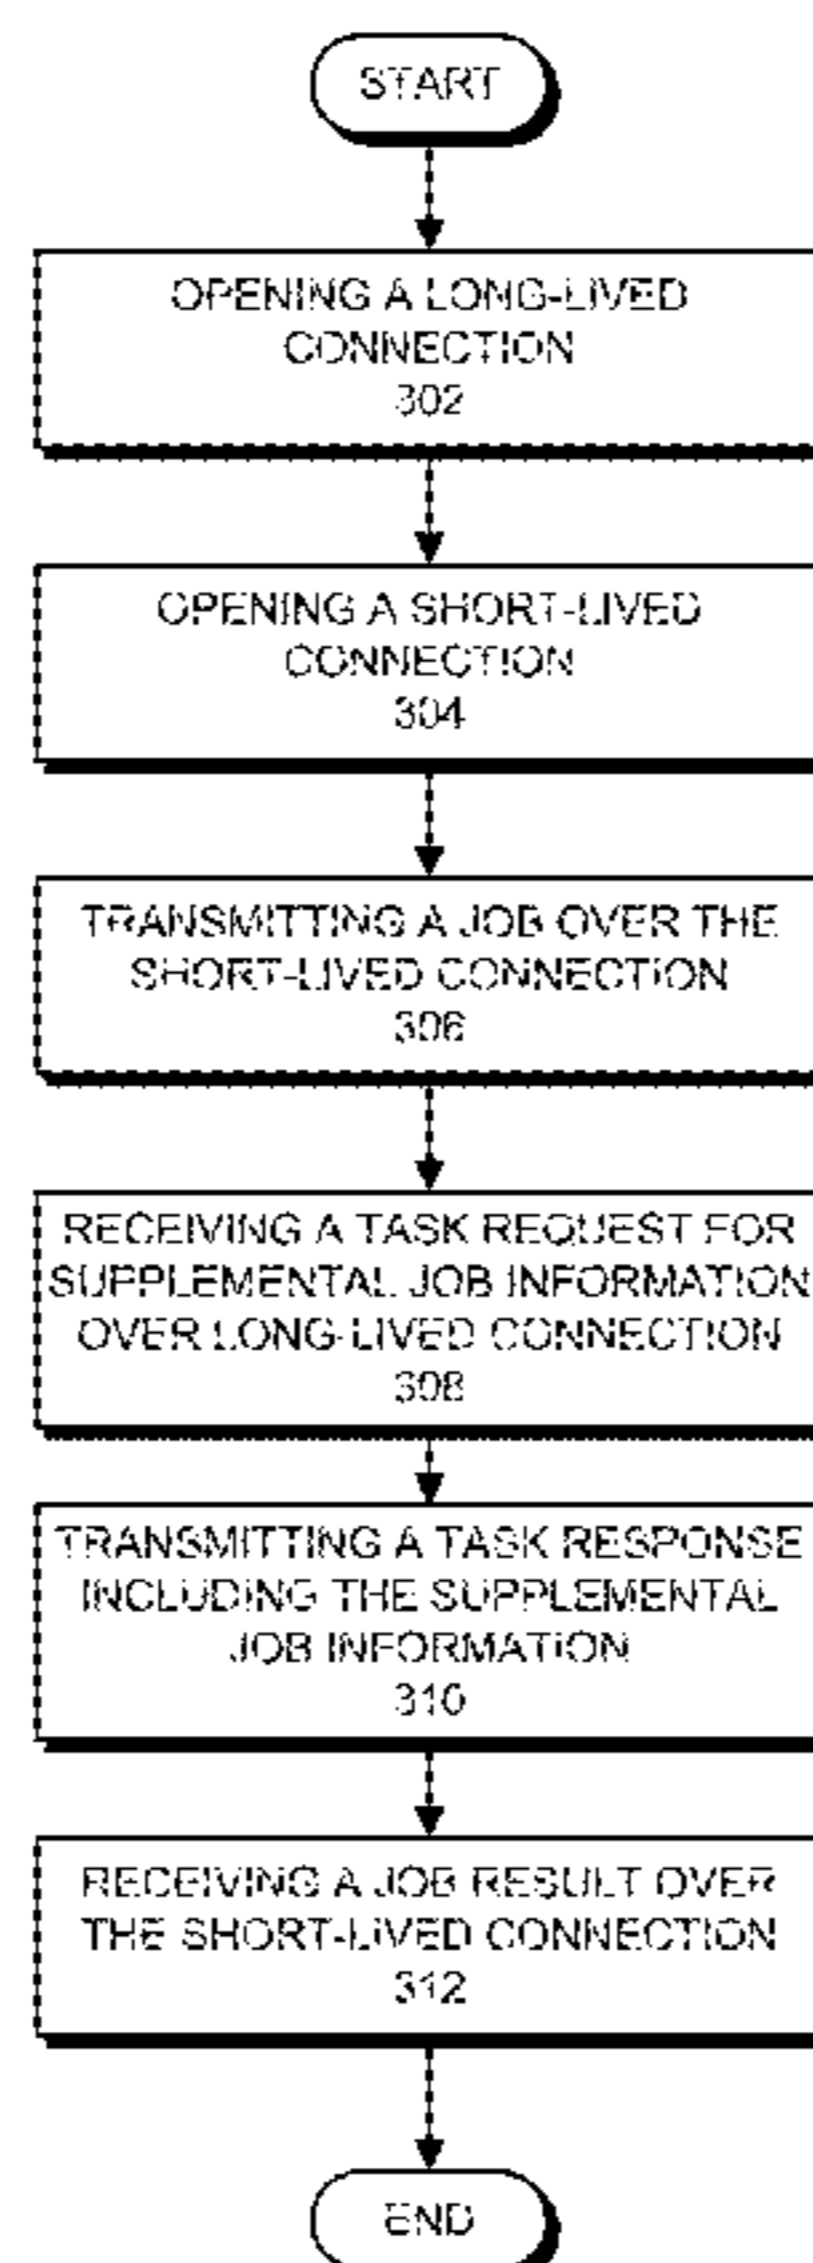 START
OPENING A LONG-LIVED
CONNECTION
302
OPENING A SHORT-LIVED
CONNECTION
304
TRANSMITTING A JOB OVER THE
SHORT-LIVED CONNECTION
306
RECEIVING A TASK REQUEST FOR
SUPPLEMENTAL JOB INFORMATION
OVER LONG-LIVED CONNECTION
308
TRANSMITTING A TASK RESPONSE
INCLUDING THE SUPPLEMENTAL
JOB INFORMATION
310
RECEIVING A JOB RESULT OVER
THE SHORT-LIVED CONNECTION
312
END